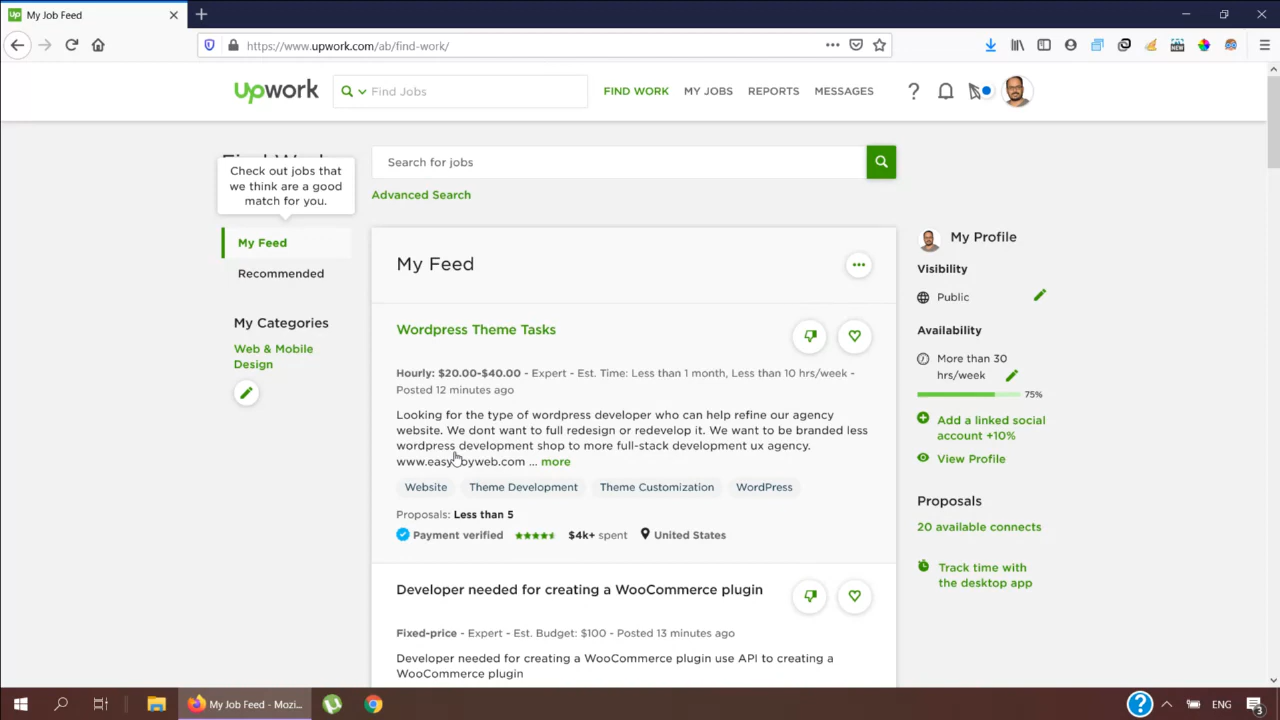 My Job Feed
https://www.upwork.com/ab/find-work/
upwork
Find Jobs
FIND WORK
MY JOBS
REPORTS
MESSAGES
Check out jobs that
we think are a good
match for you.
Search for jobs
Advanced Search
My Feed
Recommended
My Categories
Web & Mobile
Design
My Feed
Wordpress Theme Tasks
Hourly: $20.00-$40.00 - Expert - Est. Time: Less than 1 month, Less than 10 hrs/week -
Posted 12 minutes ago
Looking for the type of wordpress developer who can help refine our agency
website. We dont want to full redesign or redevelop it. We want to be branded less
wordpress development shop to more full-stack development ux agency.
... more
Website
Theme Development
Theme Customization
WordPress
Proposals: Less than 5
Payment verified
$4k+ spent
United States
Developer needed for creating a WooCommerce plugin
Fixed-price - Expert - Est. Budget: $100 - Posted 13 minutes ago
Developer needed for creating a WooCommerce plugin use API to creating a
WooCommerce plugin
My Profile
Visibility
Public
Availability
More than 30
hrs/week
75%
Add a linked social
account +10%
View Profile
Proposals
20 available connects
Track time with
the desktop app
My Job Feed - Mozi...
ENG
3